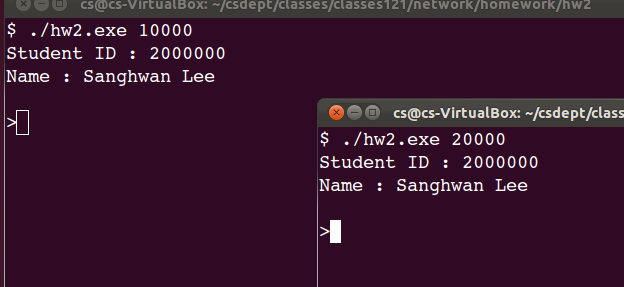 cs@cs-VirtualBox: ~/csdept/classes/classes121/network/homework/hw2
$ ./hw2.exe 10000
Student ID : 2000000
Name : Sanghwan Lee
>
cs@cs-VirtualBox: ~/csdept/class
$ ./hw2.exe 20000
Student ID : 2000000
Name : Sanghwan Lee
>